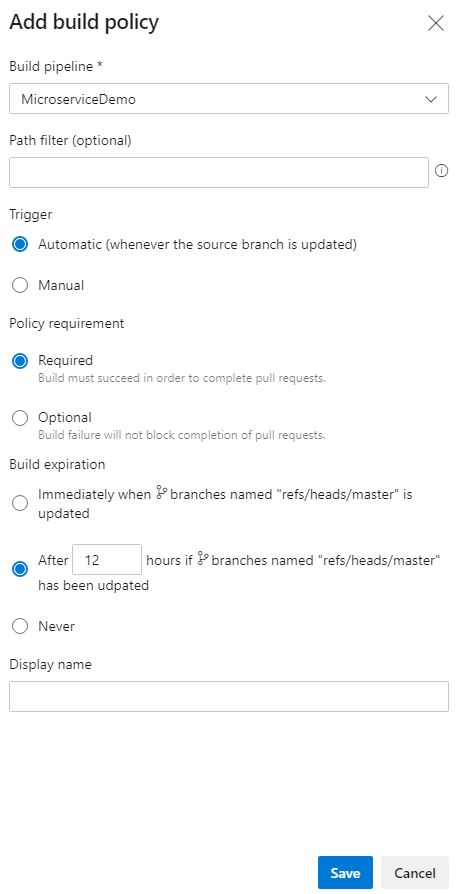 Add build policy
Build pipeline *
MicroserviceDemo
Path filter (optional)
Trigger
Automatic (whenever the source branch is updated)
Manual
Policy requirement
Required
Build must succeed in order to complete pull requests.
Optional
Build failure will not block completion of pull requests.
Build expiration
Immediately when branches named "refs/heads/master" is
updated
After 12 hours if branches named "refs/heads/master"
has been udpated
Never
Display name
Save Cancel